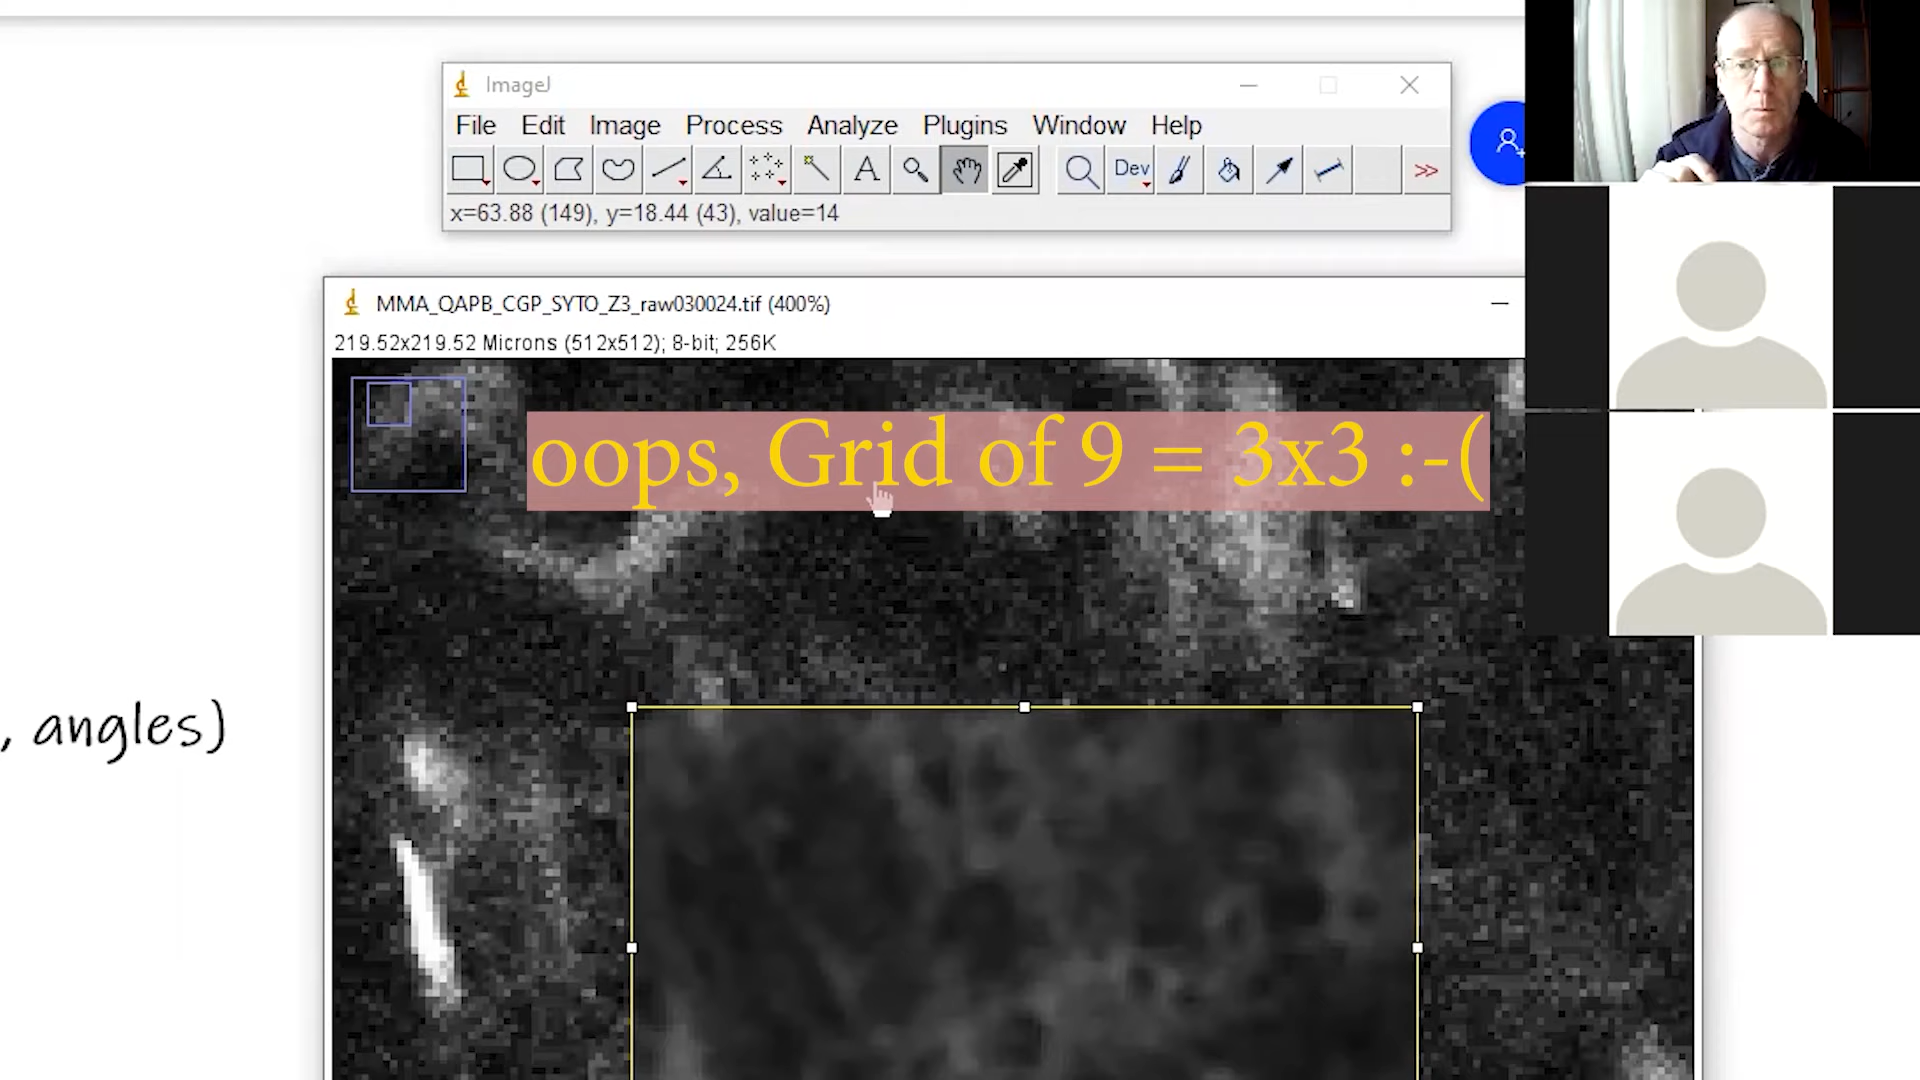 ImageJ
File Edit Image Process Analyze Plugins Window Help
A Dev >>
x=63.88 (149), y=18.44 (43), value=14
MMA_QAPB_CGP_SYTO_Z3_raw030024.tif (400%)
219.52x219.52 Microns (512x512); 8-bit; 256K
oops, Grid of 9 = 3x3 :-(
, angles)